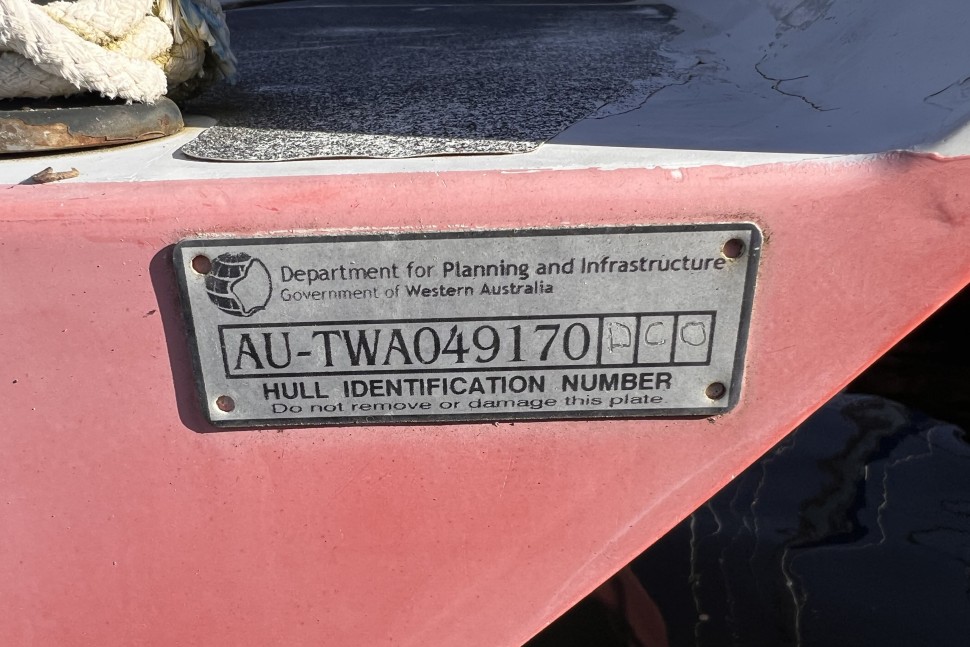 Department for Planning and Infrastructure
Government of Western Australia
AU-TWA049170
HULL IDENTIFICATION NUMBER
Do not remove or damage this plate